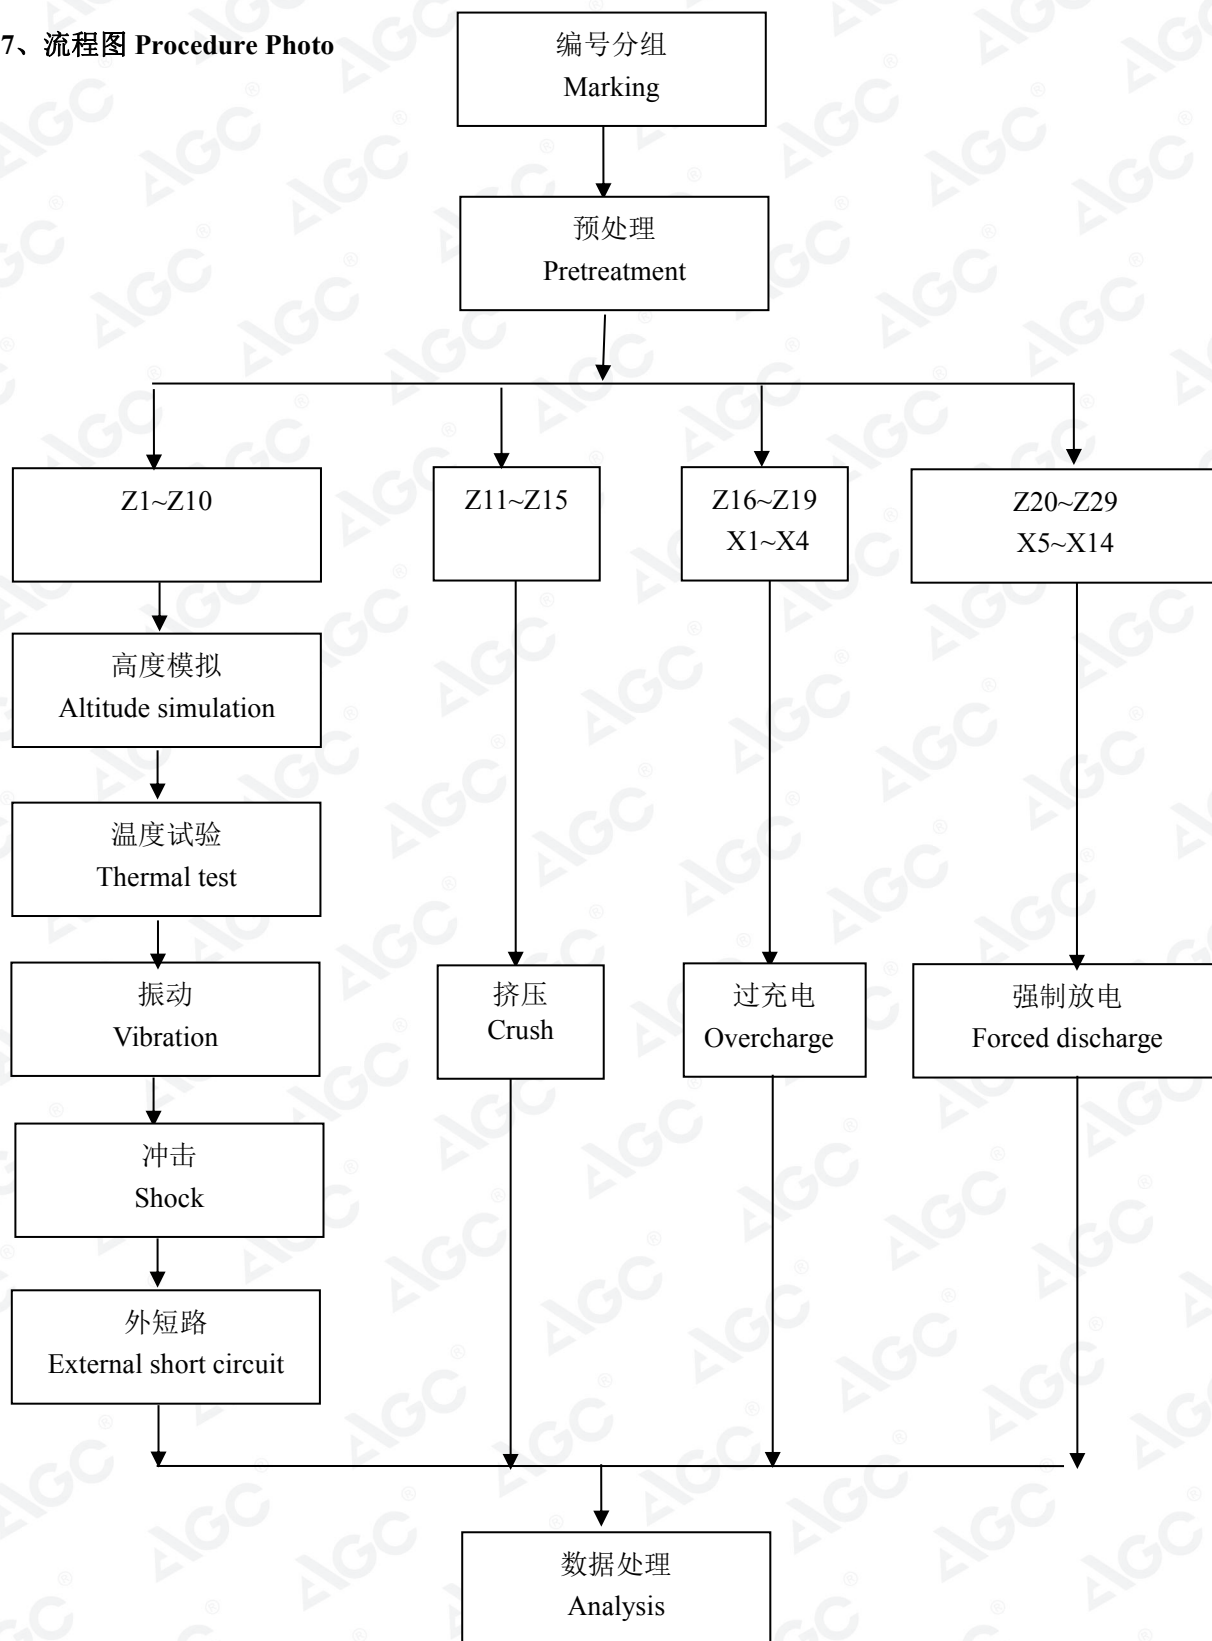 7、流程图 Procedure Photo
编号分组
Marking
预处理
Pretreatment
Z1~Z10
Z11~Z15
Z16~Z19
X1~X4
Z20~Z29
X5~X14
高度模拟
Altitude simulation
温度试验
Thermal test
振动
Vibration
挤压
Crush
过充电
Overcharge
强制放电
Forced discharge
冲击
Shock
外短路
External short circuit
数据处理
Analysis
AGC®